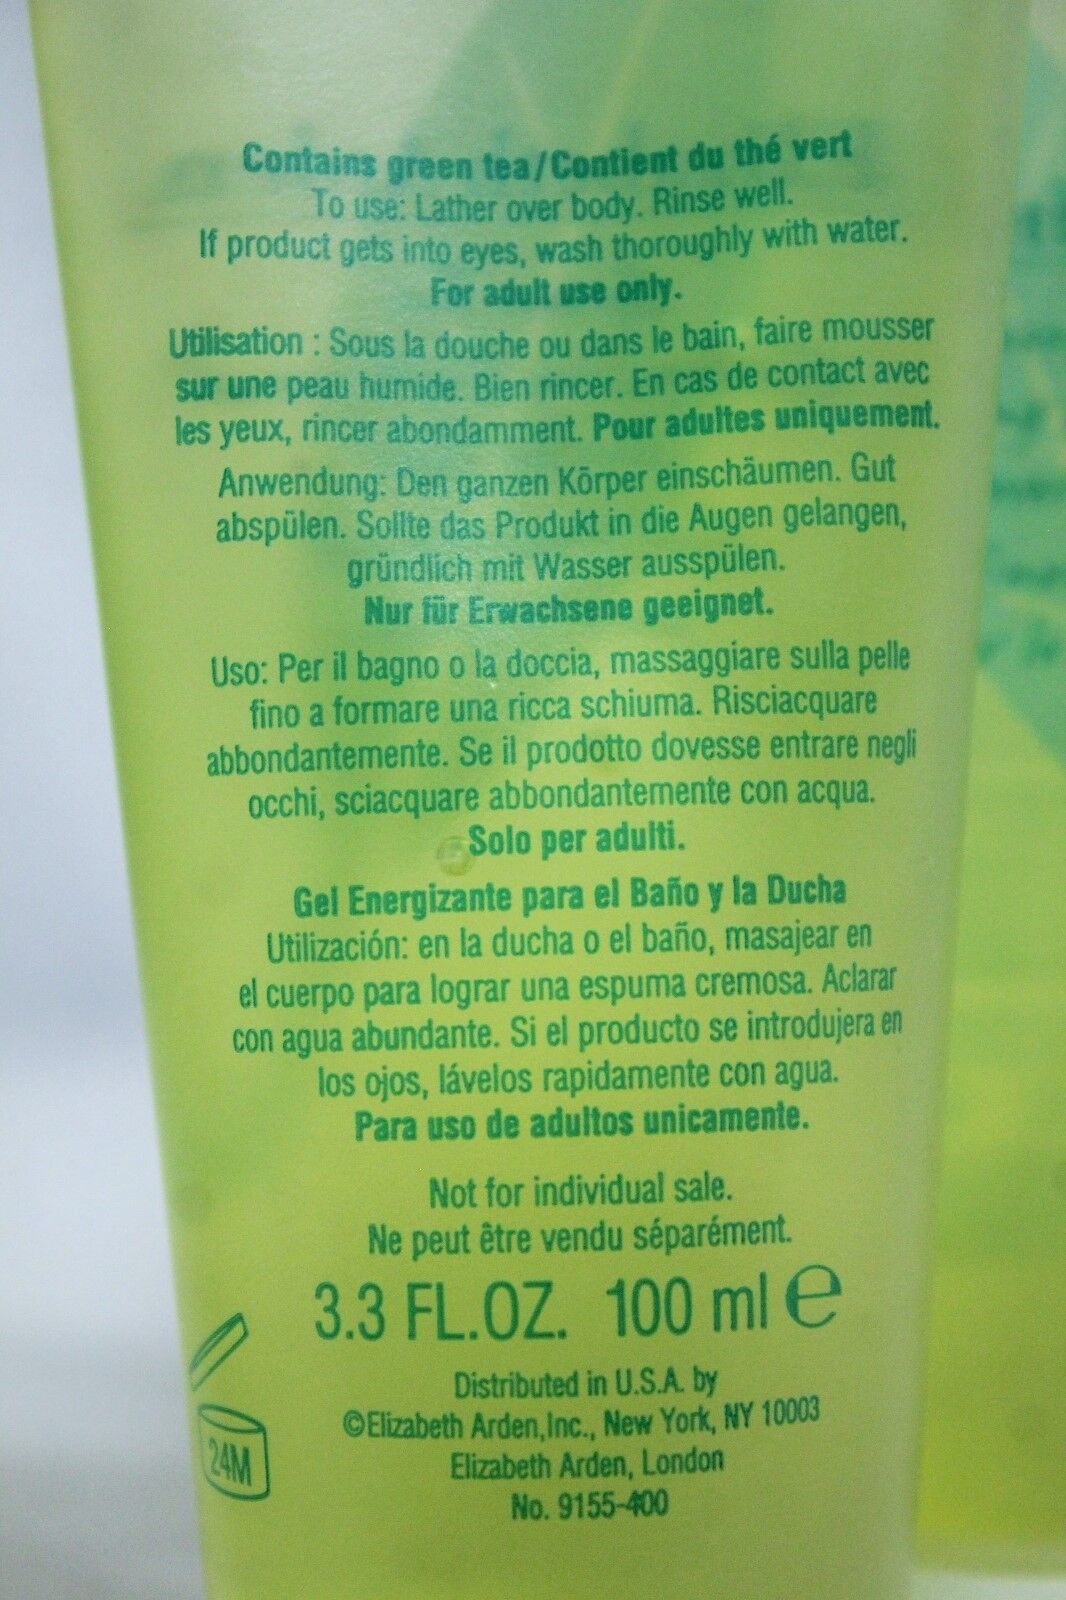 Contains green tea/Contient du thé vert
To use: Lather over body. Rinse well.
If product gets into eyes, wash thoroughly with water.
For adult use only.
Utilisation : Sous la douche ou dans le bain, faire mousser
sur une peau humide. Bien rincer. En cas de contact avec
les yeux, rincer abondamment. Pour adultes uniquement.
Anwendung: Den ganzen Körper einschäumen. Gut
abspülen. Sollte das Produkt in die Augen gelangen,
gründlich mit Wasser ausspülen.
Nur für Erwachsene geeignet.
Uso: Per il bagno o la doccia, massaggiare sulla pelle
fino a formare una ricca schiuma. Risciacquare
abbondantemente. Se il prodotto dovesse entrare negli
occhi, sciacquare abbondantemente con acqua.
Solo per adulti.
Gel Energizante para el Baño y la Ducha
Utilización: en la ducha o el baño, masajear en
el cuerpo para lograr una espuma cremosa. Aclarar
con agua abundante. Si el producto se introdujera en
los ojos, lávelos rapidamente con agua.
Para uso de adultos unicamente.
Not for individual sale.
Ne peut être vendu séparément.
3.3 FL.OZ. 100 ml e
Distributed in U.S.A. by
©Elizabeth Arden,Inc., New York, NY 10003
24M
Elizabeth Arden, London
No. 9155-400